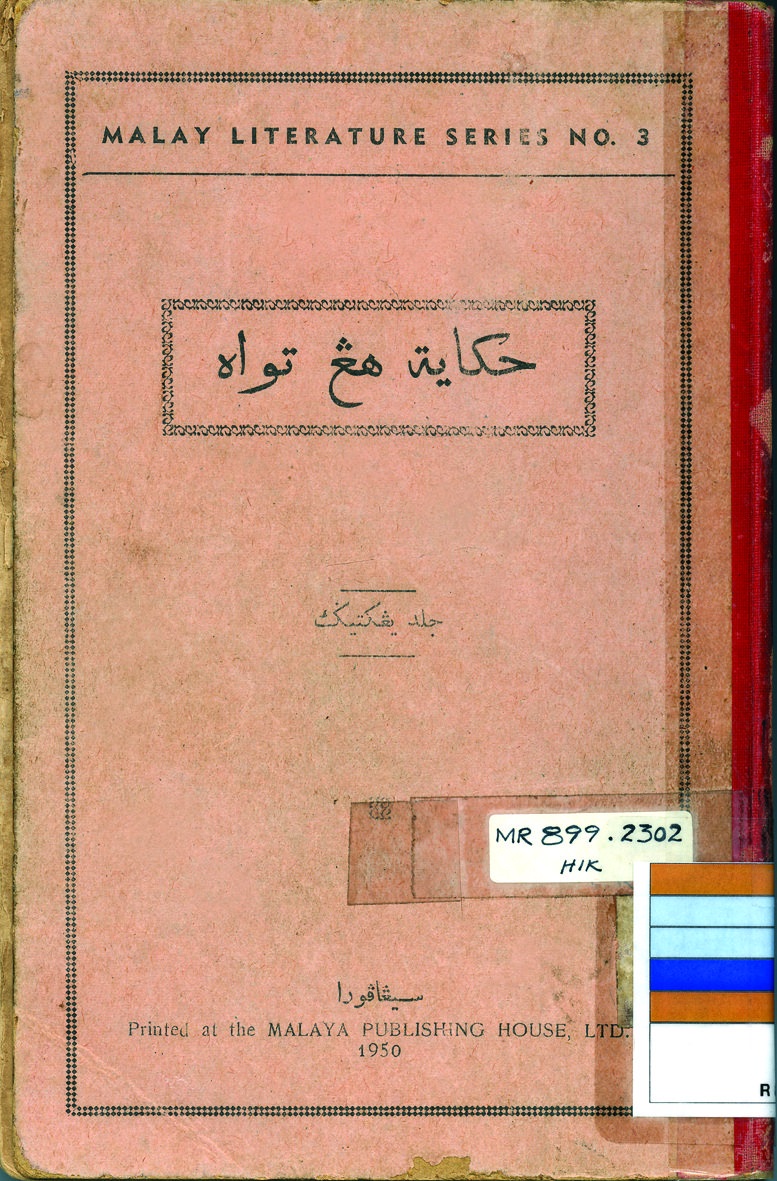 MALAY LITERATURE SERIES NO. 3
حكاية هڠ تواه
جلد يڠكتيݢ
MR 899.2302
HIK
سيڠاڤورا
Printed at the MALAYA PUBLISHING HOUSE, LTD.
1950
R